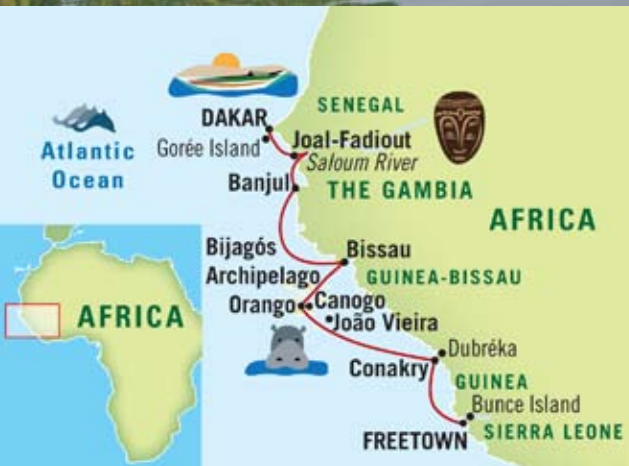 SENEGAL
DAKAR
Gorée Island
Joal-Fadiout
Saloum River
Atlantic
Ocean
Banjul
THE GAMBIA
AFRICA
Bijagós
Archipelago
Bissau
GUINEA-BISSAU
Orango
Canogo
João Vieira
AFRICA
Dubréka
Conakry
GUINEA
Bunce Island
FREETOWN
SIERRA LEONE